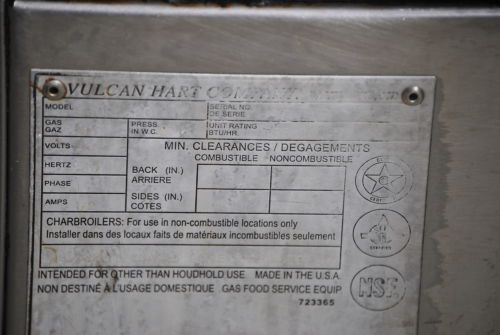 VULCAN HART COMPANY
MODEL
SERIAL NO.
DE SERIE
GAS
GAZ
PRESS.
IN W.C.
UNIT RATING
BTU/HR.
VOLTS
MIN. CLEARANCES / DEGAGEMENTS
COMBUSTIBLE NONCOMBUSTIBLE
HERTZ
BACK (IN.)
ARRIERE
PHASE
SIDES (IN.)
COTES
AMPS
CHARBROILERS: For use in non-combustible locations only
Installer dans des locaux faits de matériaux incombustibles seulement
INTENDED FOR OTHER THAN HOUDHOLD USE MADE IN THE U.S.A.
NON DESTINÉ À L'USAGE DOMESTIQUE . GAS FOOD SERVICE EQUIP
723365
NSF